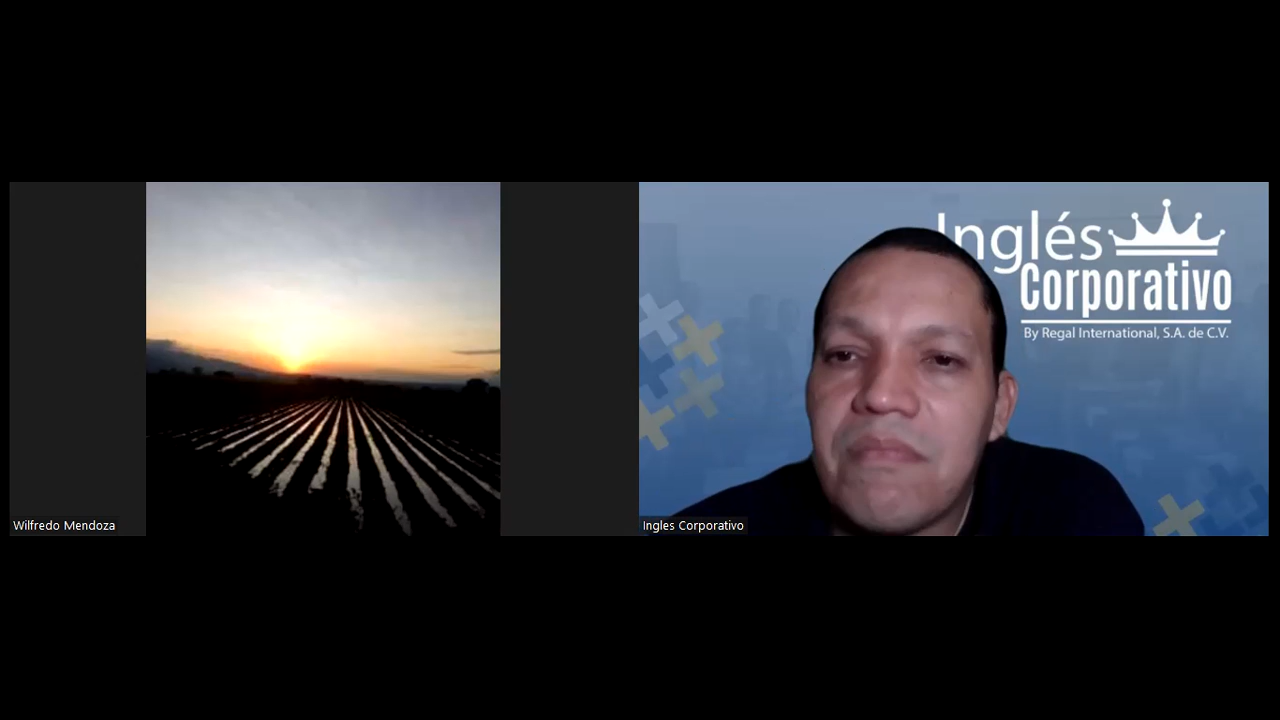 Inglés
Corporativo
By Regal International, S.A. de C.V.
Wilfredo Mendoza
Ingles Corporativo